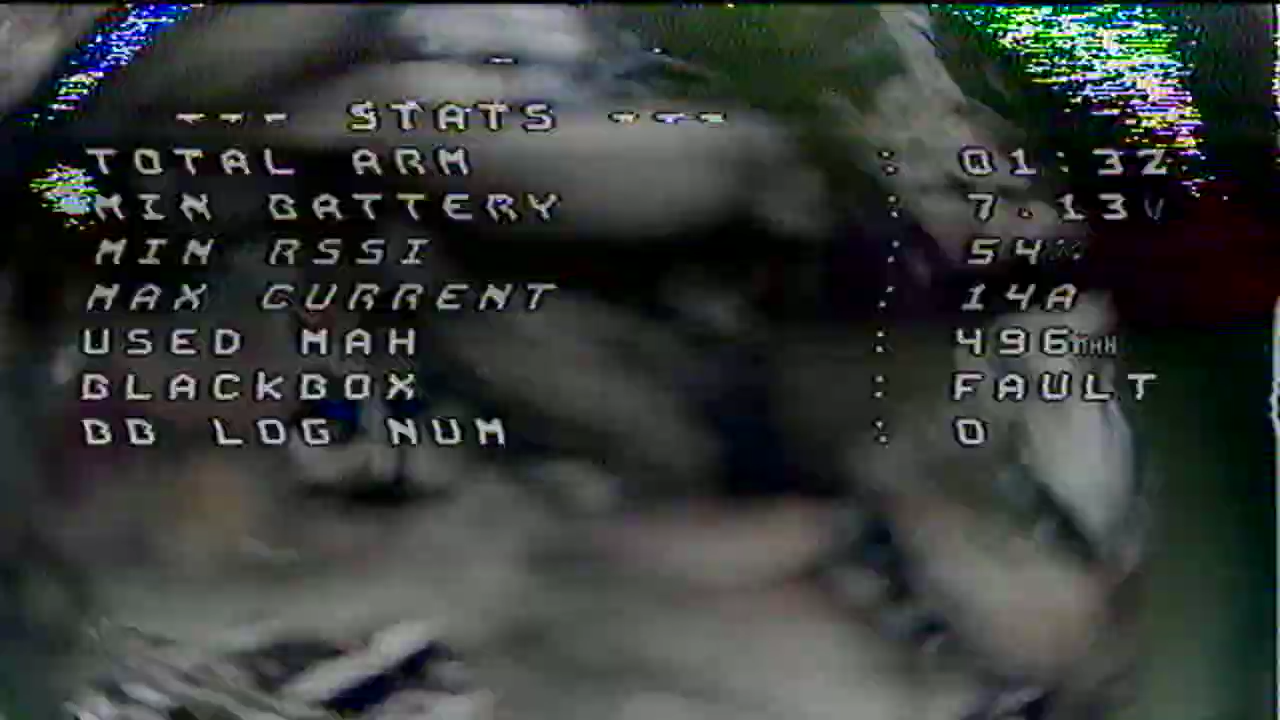 --- STATS ---
TOTAL ARM : 01:32
MIN BATTERY : 7.13V
MIN RSSI : 54%
MAX CURRENT : 14A
USED MAH : 496MAH
BLACKBOX : FAULT
BB LOG NUM : 0